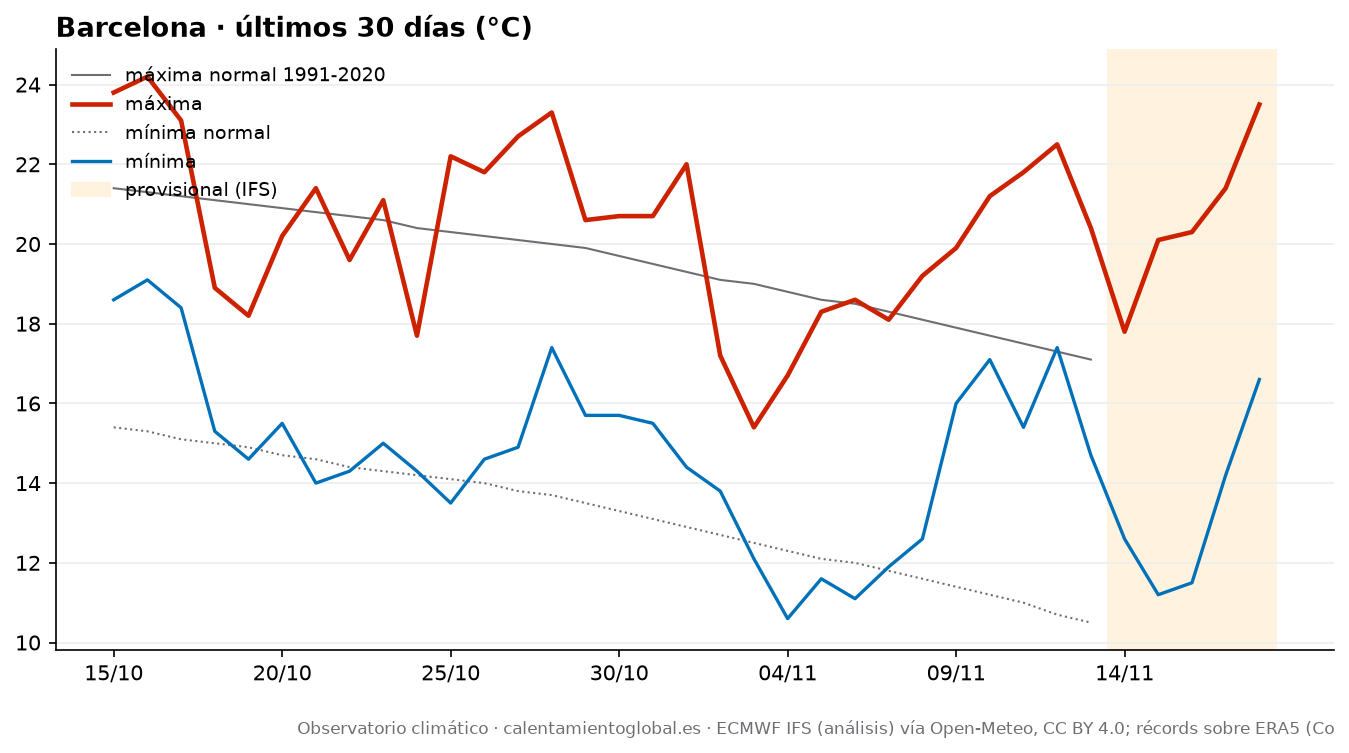 Barcelona · últimos 30 días (°C)
máxima normal 1991-2020
máxima
mínima normal
mínima
provisional (IFS)
24
22
20
18
16
14
12
10
15/10 20/10 25/10 30/10 04/11 09/11 14/11
Observatorio climático · calentamientoglobal.es · ECMWF IFS (análisis) vía Open-Meteo, CC BY 4.0; récords sobre ERA5 (Co